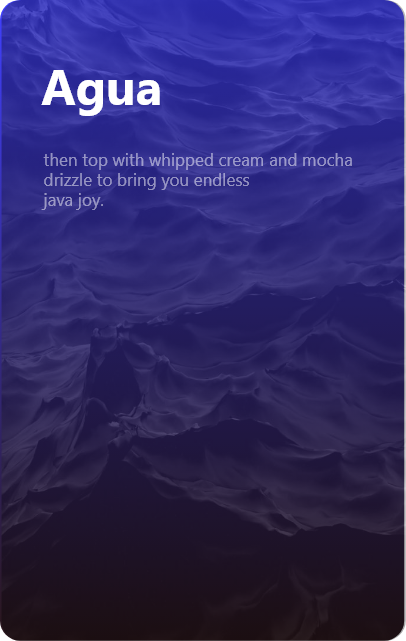 Agua
then top with whipped cream and mocha
drizzle to bring you endless
java joy.